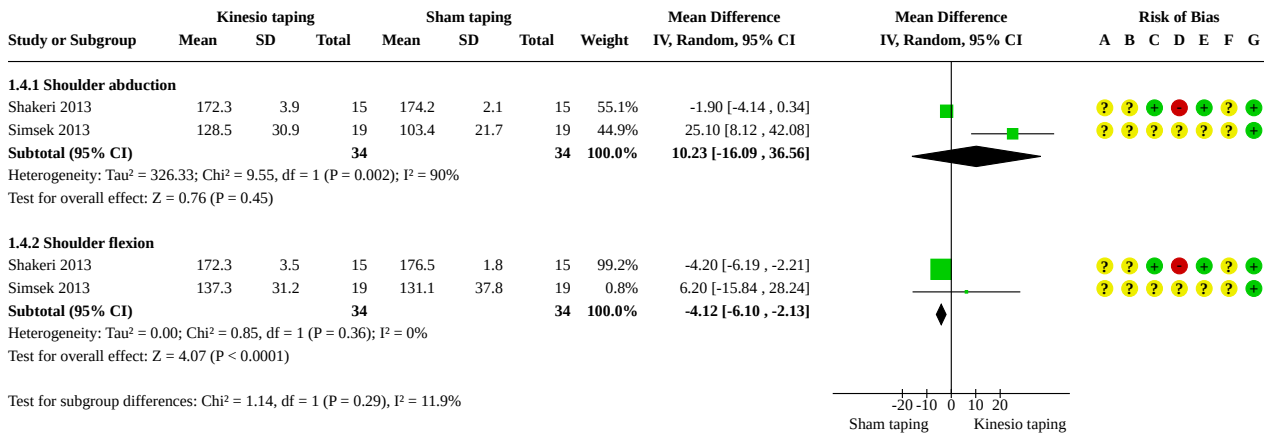 Kinesio taping Sham taping Mean Difference Mean Difference Risk of Bias
Study or Subgroup Mean SD Total Mean SD Total Weight IV, Random, 95% CI IV, Random, 95% CI A B C D E F G
1.4.1 Shoulder abduction
Shakeri 2013 172.3 3.9 15 174.2 2.1 15 55.1% -1.90 [-4.14 , 0.34] ? ? + - + ? +
Simsek 2013 128.5 30.9 19 103.4 21.7 19 44.9% 25.10 [8.12 , 42.08] ? ? ? ? ? ? +
Subtotal (95% CI) 34 34 100.0% 10.23 [-16.09 , 36.56]
Heterogeneity: Tau² = 326.33; Chi² = 9.55, df = 1 (P = 0.002); I² = 90%
Test for overall effect: Z = 0.76 (P = 0.45)
1.4.2 Shoulder flexion
Shakeri 2013 172.3 3.5 15 176.5 1.8 15 99.2% -4.20 [-6.19 , -2.21] ? ? + - + ? +
Simsek 2013 137.3 31.2 19 131.1 37.8 19 0.8% 6.20 [-15.84 , 28.24] ? ? ? ? ? ? +
Subtotal (95% CI) 34 34 100.0% -4.12 [-6.10 , -2.13]
Heterogeneity: Tau² = 0.00; Chi² = 0.85, df = 1 (P = 0.36); I² = 0%
Test for overall effect: Z = 4.07 (P < 0.0001)
Test for subgroup differences: Chi² = 1.14, df = 1 (P = 0.29), I² = 11.9%
-20 -10 0 10 20
Sham taping Kinesio taping